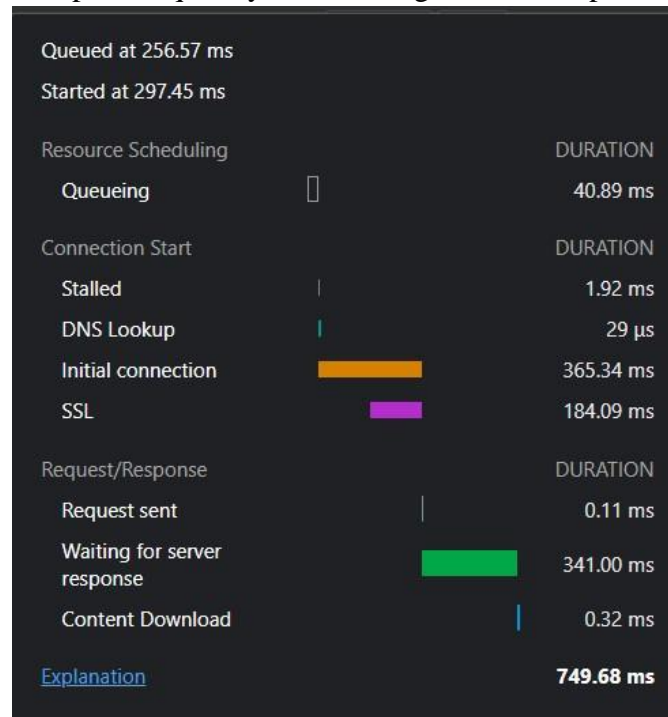 Queued at 256.57 ms
Started at 297.45 ms
Resource Scheduling DURATION
Queueing 40.89 ms
Connection Start DURATION
Stalled 1.92 ms
DNS Lookup 29 μs
Initial connection 365.34 ms
SSL 184.09 ms
Request/Response DURATION
Request sent 0.11 ms
Waiting for server
response 341.00 ms
Content Download 0.32 ms
Explanation 749.68 ms